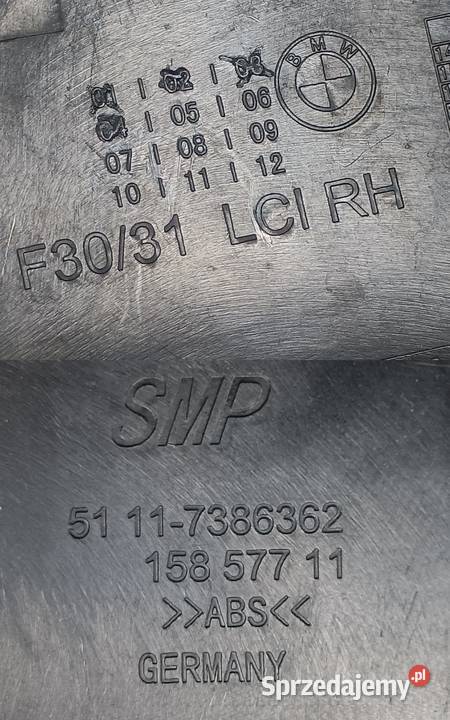 BMW
01 | 02 | 03
04 | 05 | 06
07 | 08 | 09
10 | 11 | 12
F30/31 LCI RH
SMP
51 11-7386362
158 577 11
>>ABS<<
GERMANY
Sprzedajemy.pl